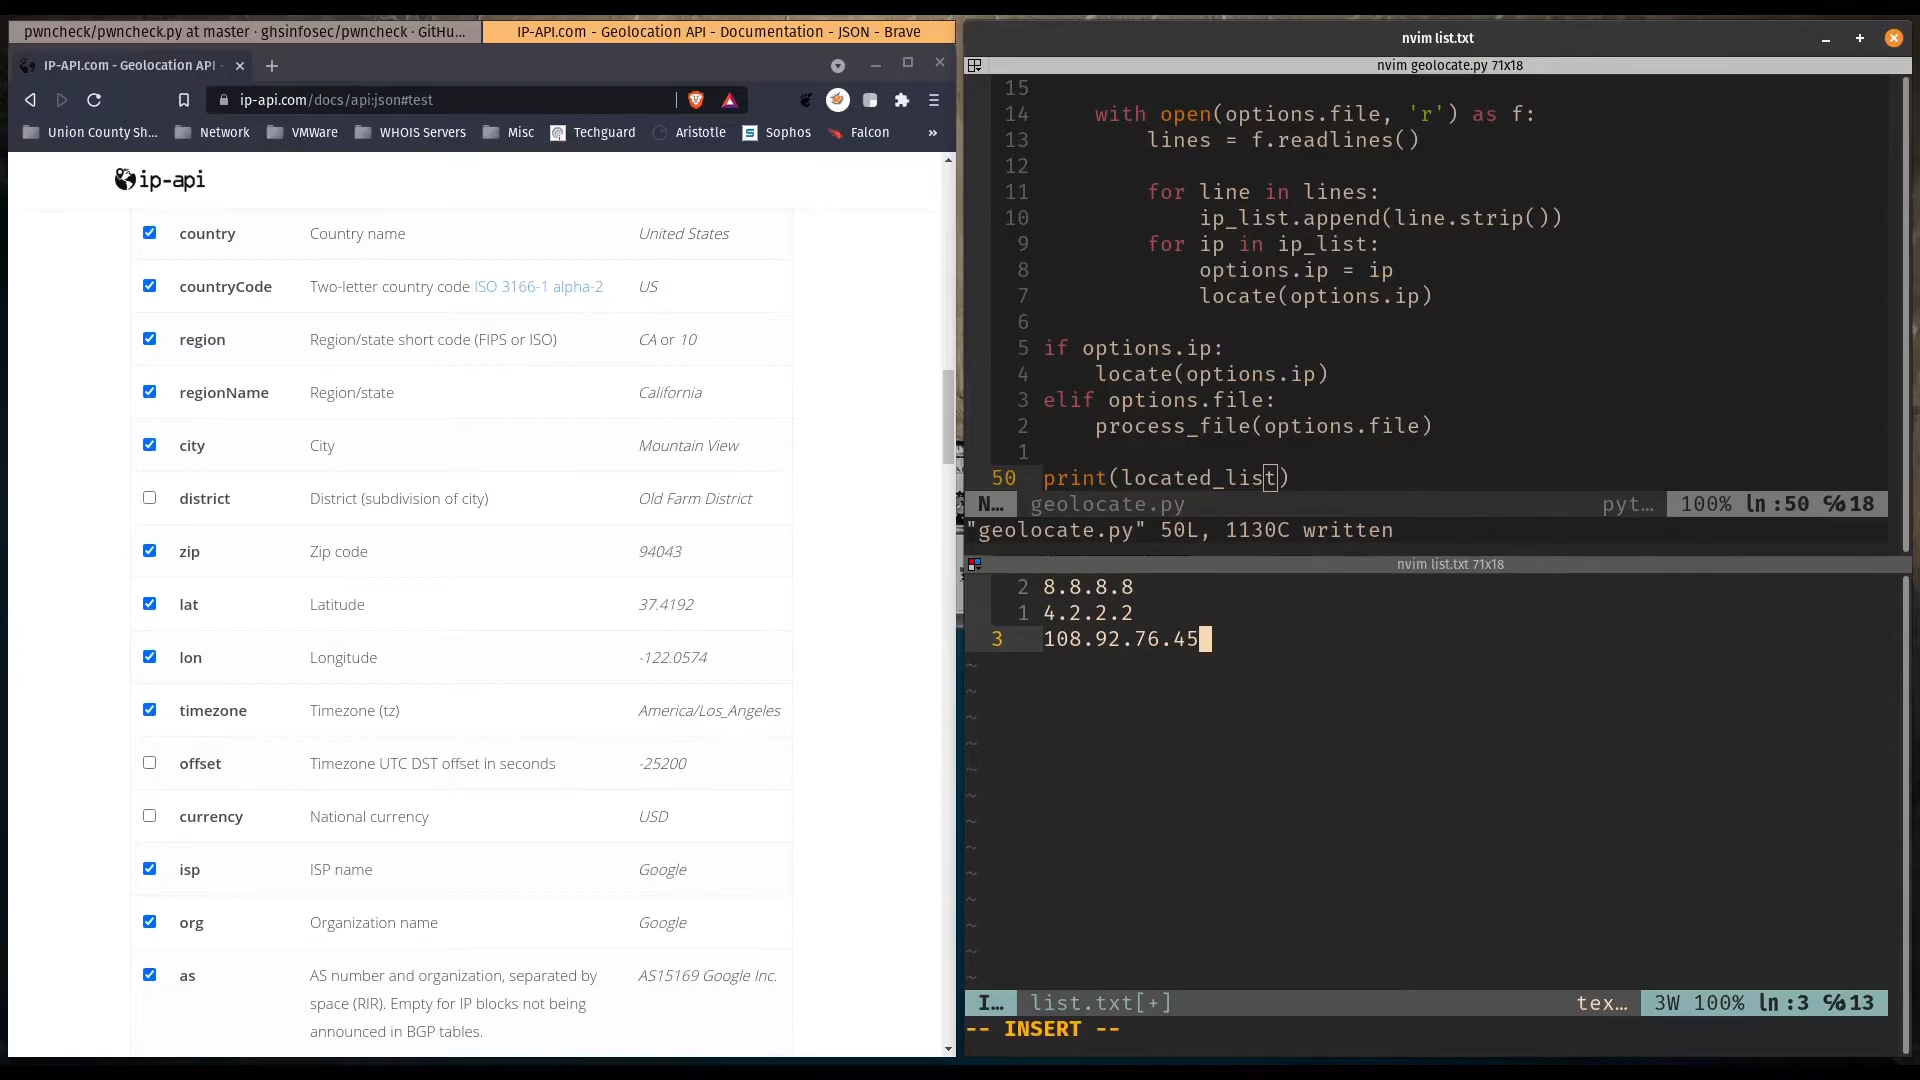 pwncheck/pwncheck.py at master · ghsinfosec/pwncheck · GitHu...
IP-API.com - Geolocation API - Documentation - JSON - Brave
IP-API.com - Geolocation API -
ip-api.com/docs/api:json#test
Union County Sh...
Network
VMWare
WHOIS Servers
Misc
Techguard
Aristotle
Sophos
Falcon
»
ip-api
country Country name United States
countryCode Two-letter country code ISO 3166-1 alpha-2 US
region Region/state short code (FIPS or ISO) CA or 10
regionName Region/state California
city City Mountain View
district District (subdivision of city) Old Farm District
zip Zip code 94043
lat Latitude 37.4192
lon Longitude -122.0574
timezone Timezone (tz) America/Los_Angeles
offset Timezone UTC DST offset in seconds -25200
currency National currency USD
isp ISP name Google
org Organization name Google
as AS number and organization, separated by AS15169 Google Inc.
space (RIR). Empty for IP blocks not being
announced in BGP tables.
nvim list.txt
nvim geolocate.py 71x18
15
14 with open(options.file, 'r') as f:
13 lines = f.readlines()
12
11 for line in lines:
10 ip_list.append(line.strip())
9 for ip in ip_list:
8 options.ip = ip
7 locate(options.ip)
6
5 if options.ip:
4 locate(options.ip)
3 elif options.file:
2 process_file(options.file)
1
50 print(located_list)
N... geolocate.py pyt... 100% ln:50 ℅18
"geolocate.py" 50L, 1130C written
nvim list.txt 71x18
2 8.8.8.8
1 4.2.2.2
3 108.92.76.45
~
~
~
~
~
~
~
~
~
~
~
~
~
I... list.txt[+] tex... 3W 100% ln:3 ℅13
-- INSERT --